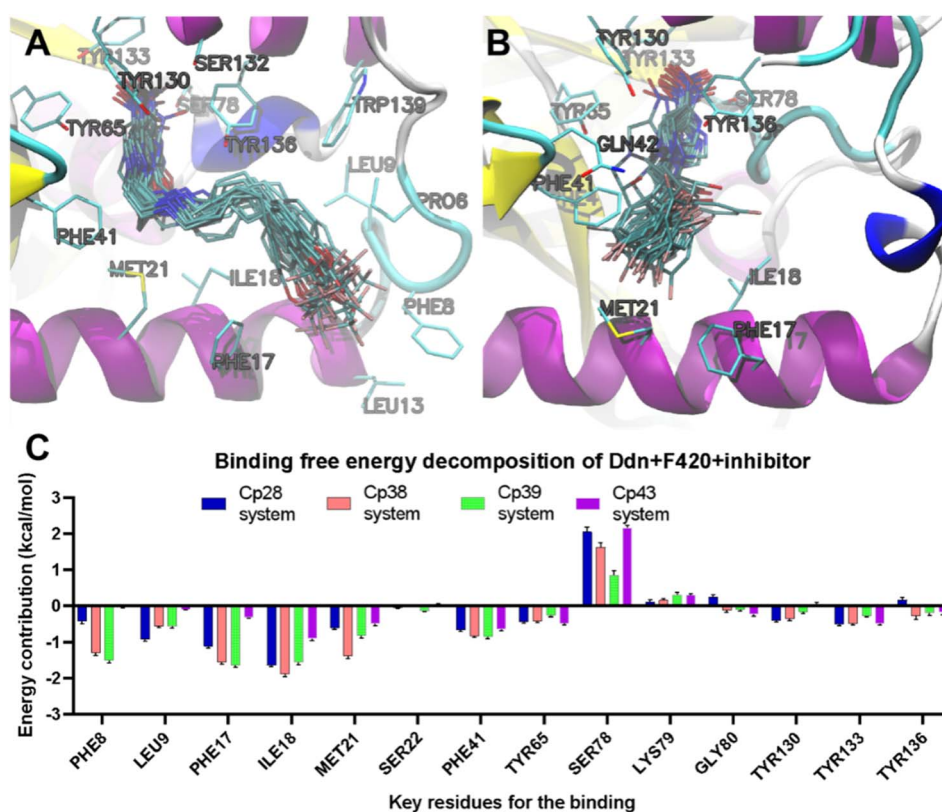 A
TYR133
SER132
TYR130
SER78
TRP139
TYR65
TYR136
LEU9
PRO6
PHE41
MET21
ILE18
PHE8
PHE17
LEU13
B
TYR130
TYR133
SER78
TYR65
TYR136
GLN42
PHE41
ILE18
MET21
PHE17
C
Binding free energy decomposition of Ddn+F420+inhibitor
Cp28 system
Cp38 system
Cp39 system
Cp43 system
Energy contribution (kcal/mol)
3
2
1
0
-1
-2
-3
PHE8
LEU9
PHE17
ILE18
MET21
SER22
PHE41
TYR65
SER78
LYS79
GLY80
TYR130
TYR133
TYR136
Key residues for the binding